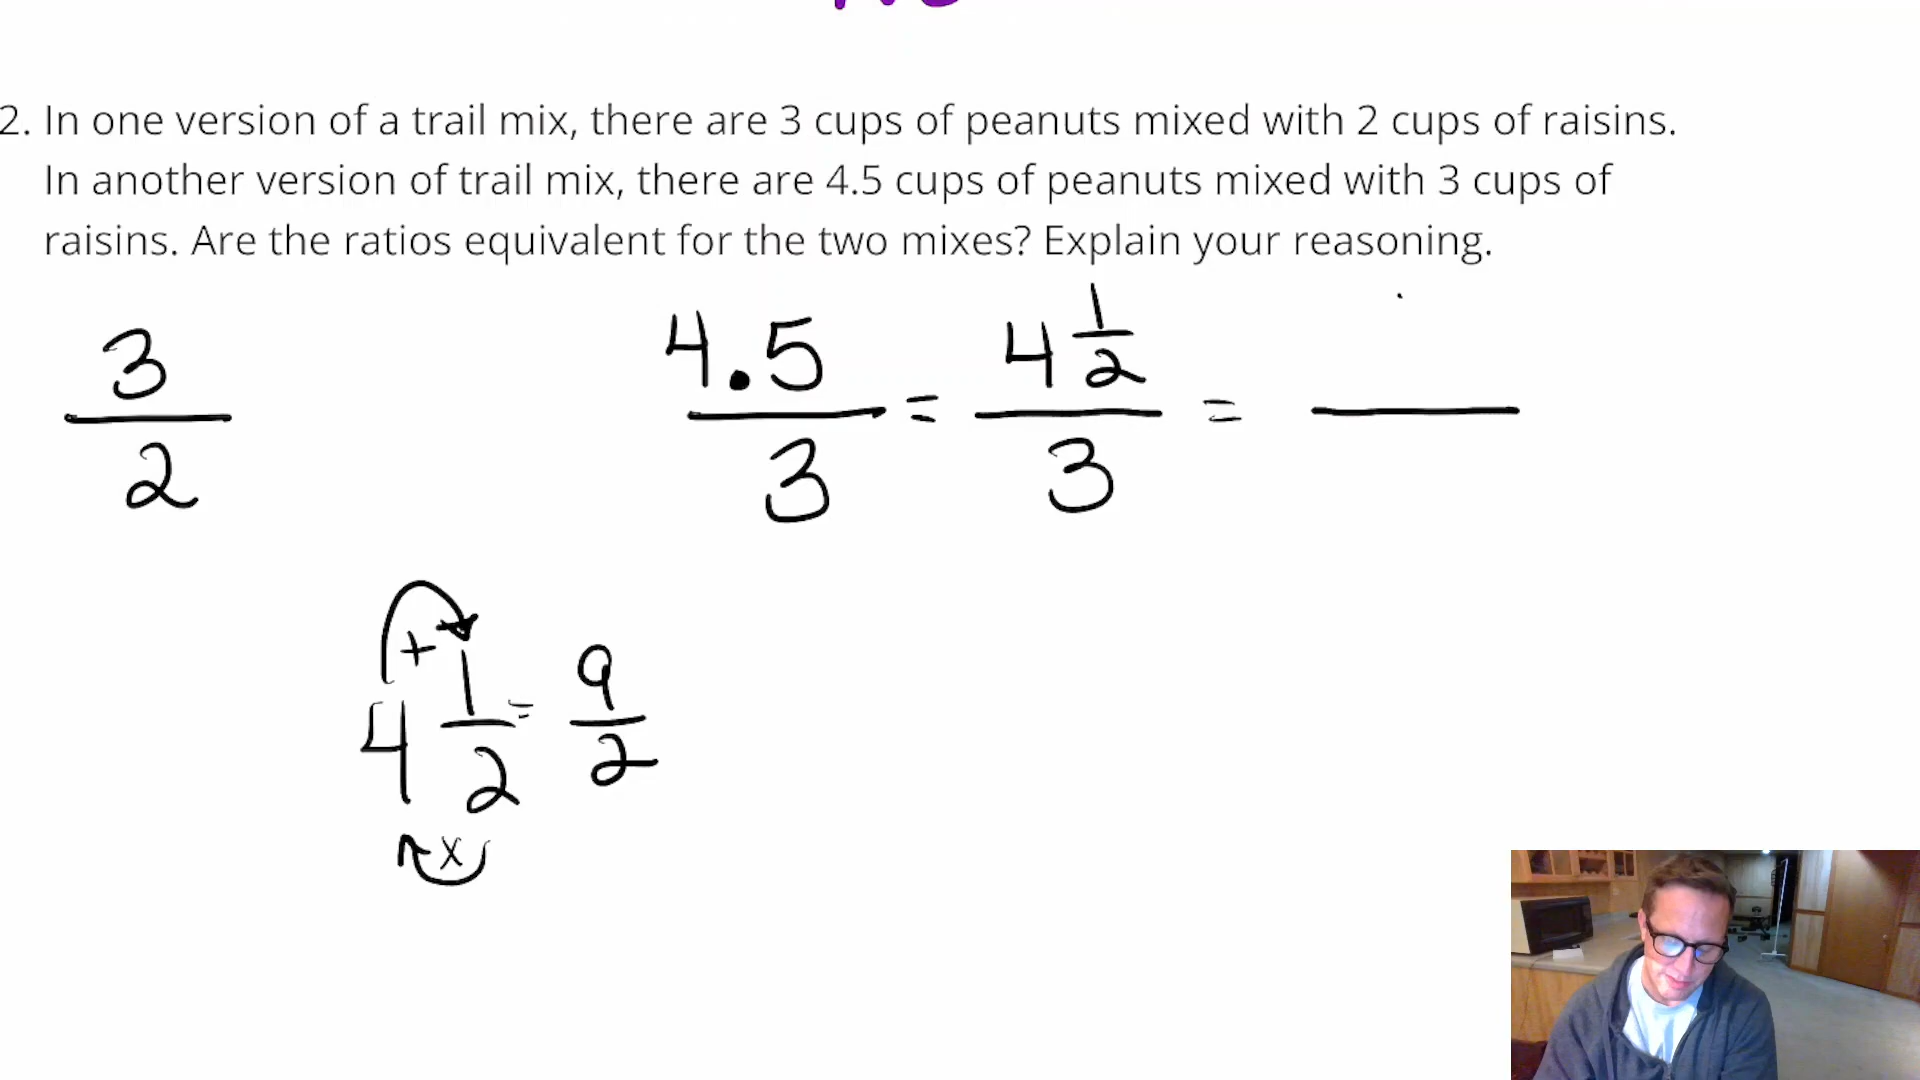 2. In one version of a trail mix, there are 3 cups of peanuts mixed with 2 cups of raisins.
In another version of trail mix, there are 4.5 cups of peanuts mixed with 3 cups of
raisins. Are the ratios equivalent for the two mixes? Explain your reasoning.
3
2
4.5
3
=
4 1/2
3
=
+
4 1/2 = 9/2
x